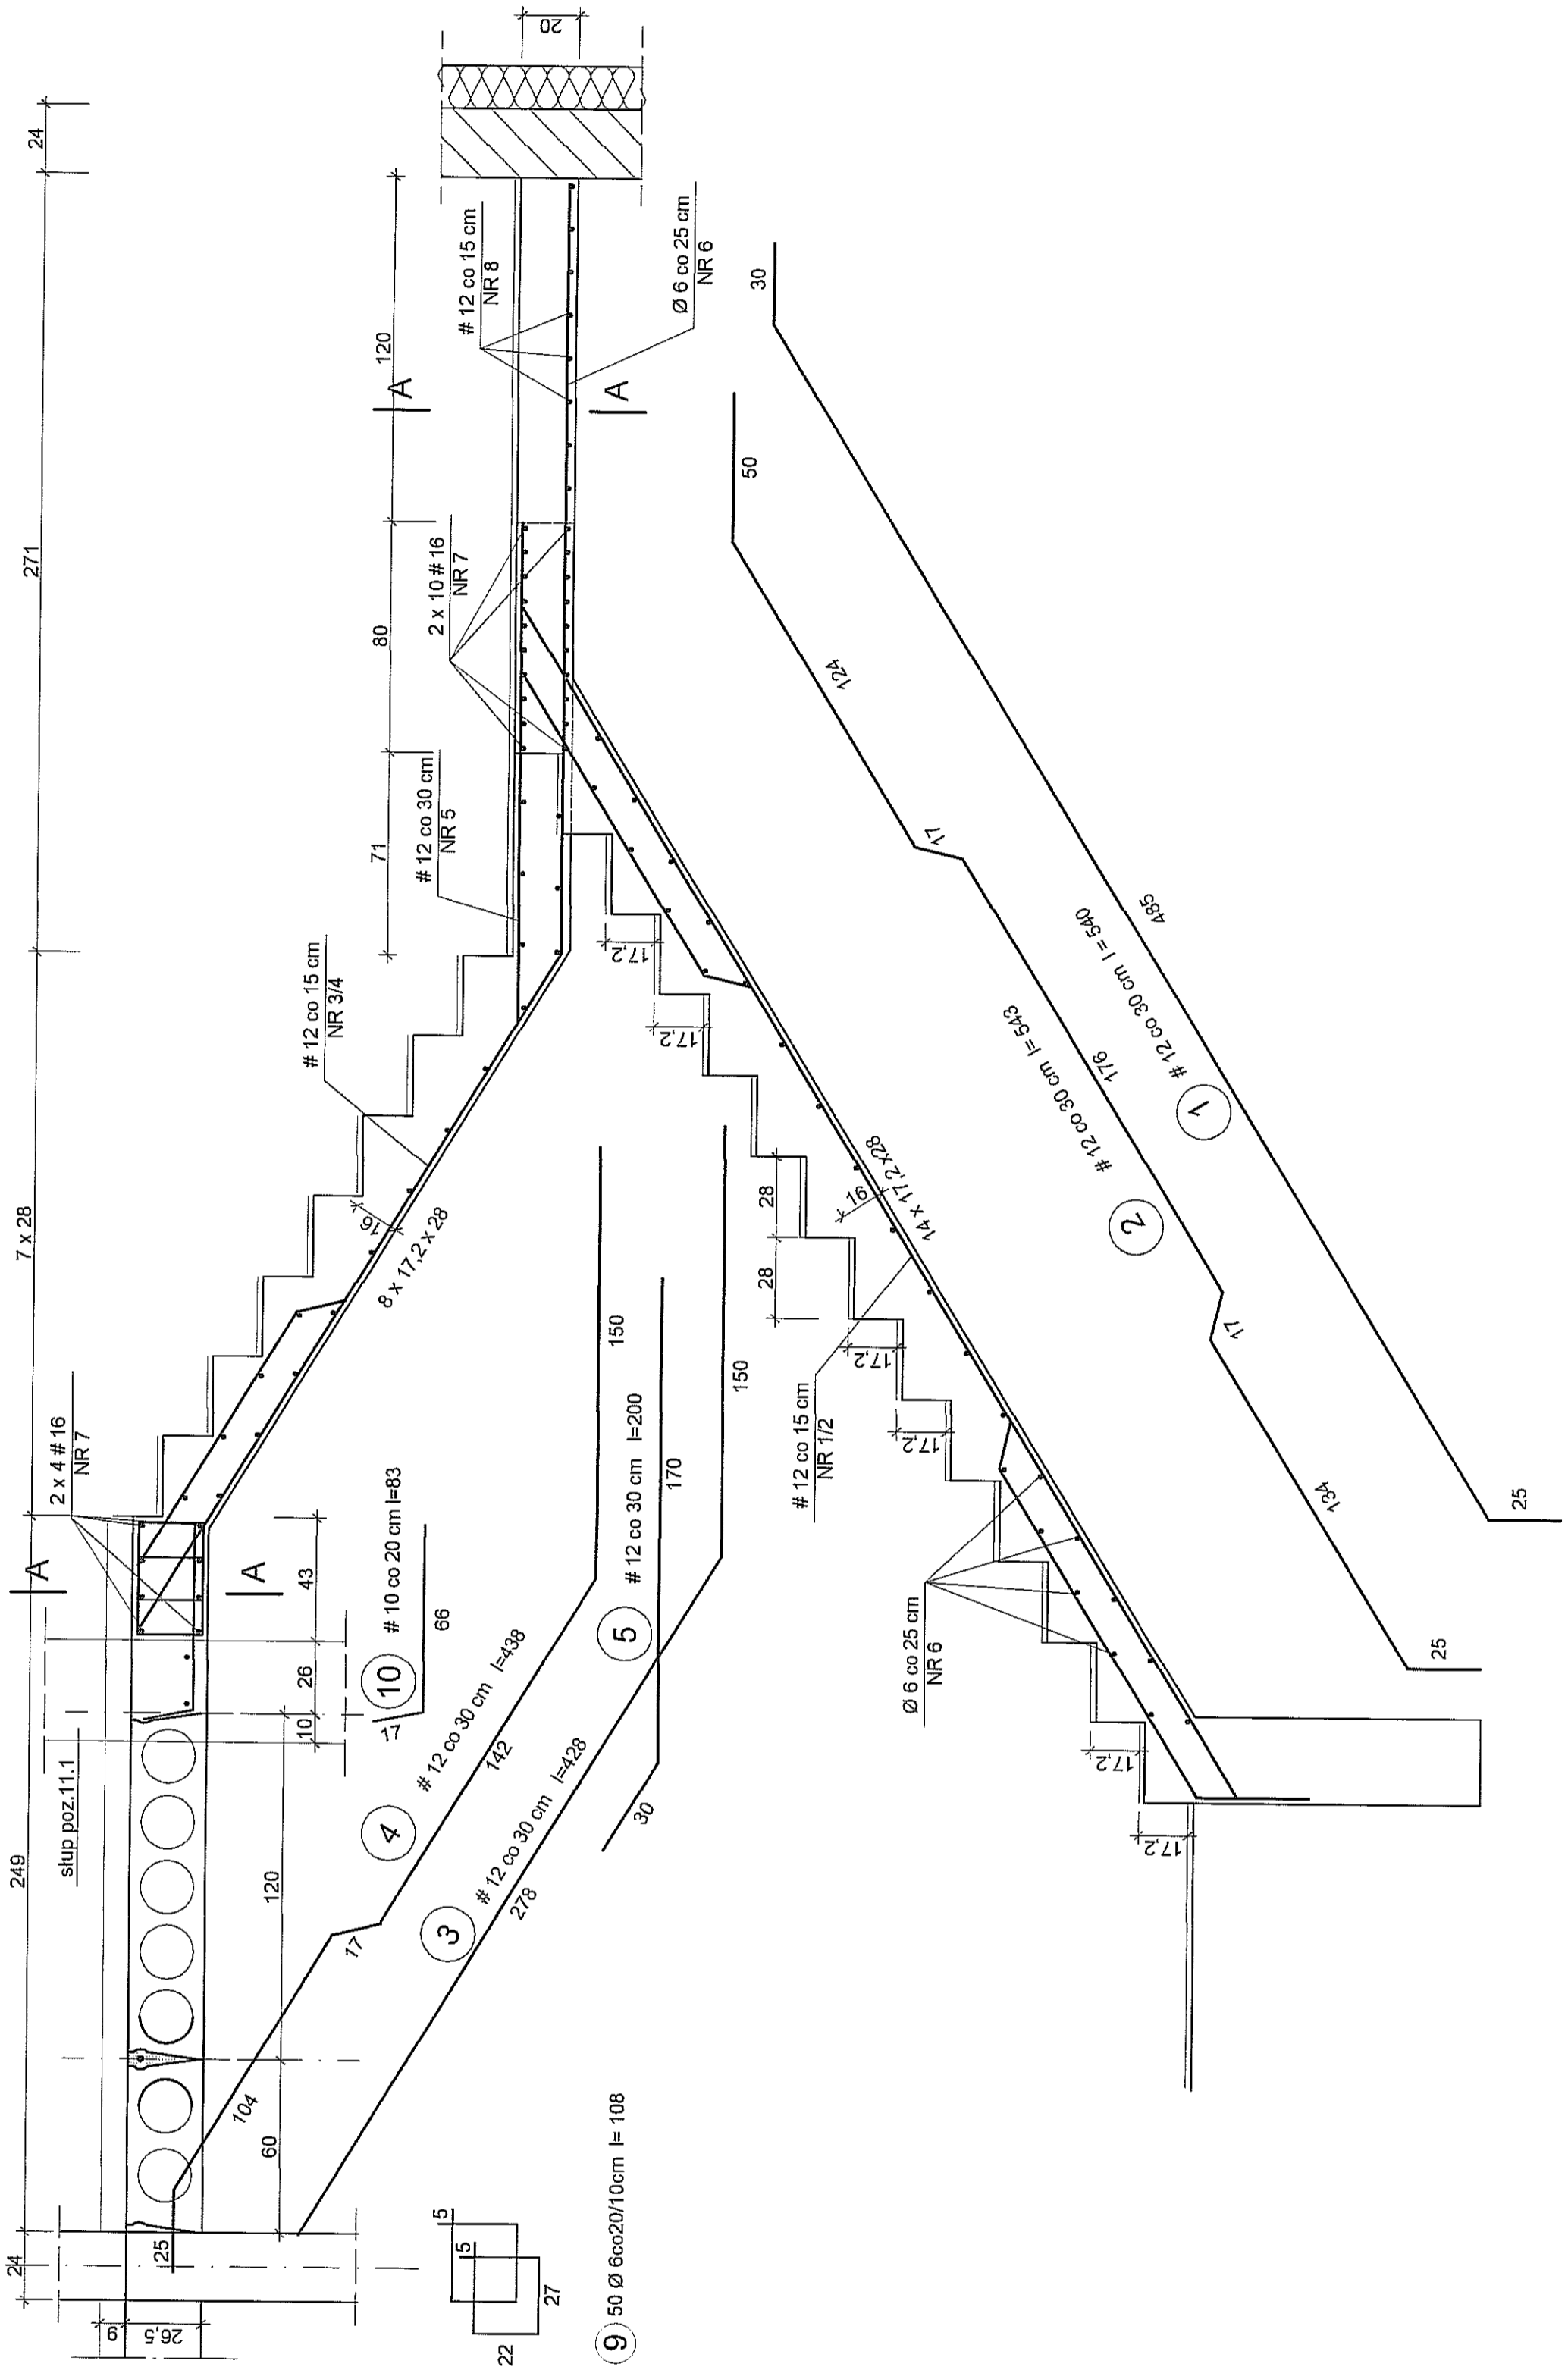 24
249
7 x 28
271
24
9
26,5
słup poz.11.1
2 x 4 # 16
NR 7
A
A
60
120
10
26
43
# 12 co 15 cm
NR 3/4
16
8 x 17,2 x 28
71
80
120
# 12 co 30 cm
NR 5
2 x 10 # 16
NR 7
A
A
# 12 co 15 cm
NR 8
Ø 6 co 25 cm
NR 6
20
10
# 10 co 20 cm l=83
17
66
4
# 12 co 30 cm l=438
25
104
17
142
150
3
# 12 co 30 cm l=428
278
150
5
# 12 co 30 cm l=200
30
170
5
5
22
27
9
50 Ø 6co20/10cm l= 108
17,2
17,2
28
28
17,2
17,2
17,2
17,2
16
14 x 17,2 x 28
# 12 co 15 cm
NR 1/2
Ø 6 co 25 cm
NR 6
2
# 12 co 30 cm l=543
25
134
17
176
17
124
50
1
# 12 co 30 cm l = 540
25
485
30